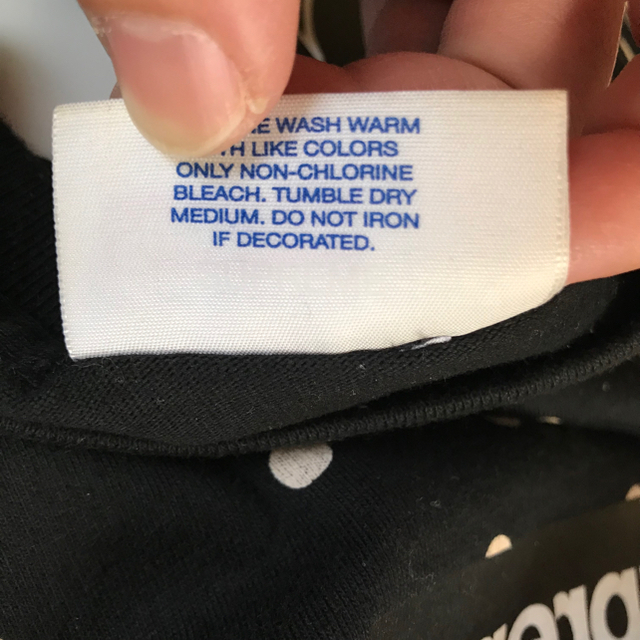 WASH WARM
LIKE COLORS
ONLY NON-CHLORINE
BLEACH. TUMBLE DRY
MEDIUM. DO NOT IRON
IF DECORATED.